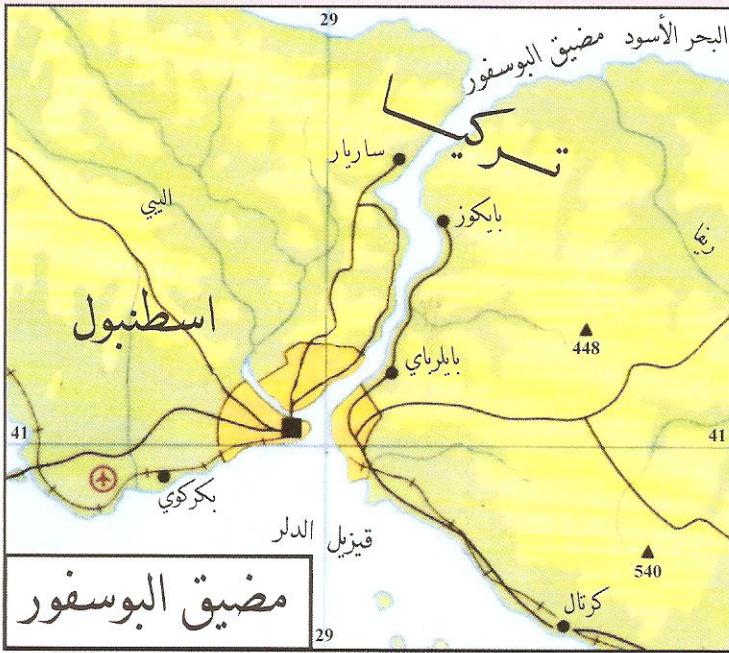 29
البحر الأسود
مضيق البوسفور
تركيا
ساريار
بايكوز
اليبي
اسطنبول
448
بايلرباي
41
41
بكركوي
قيزيل الدلر
540
كرتال
29
مضيق البوسفور